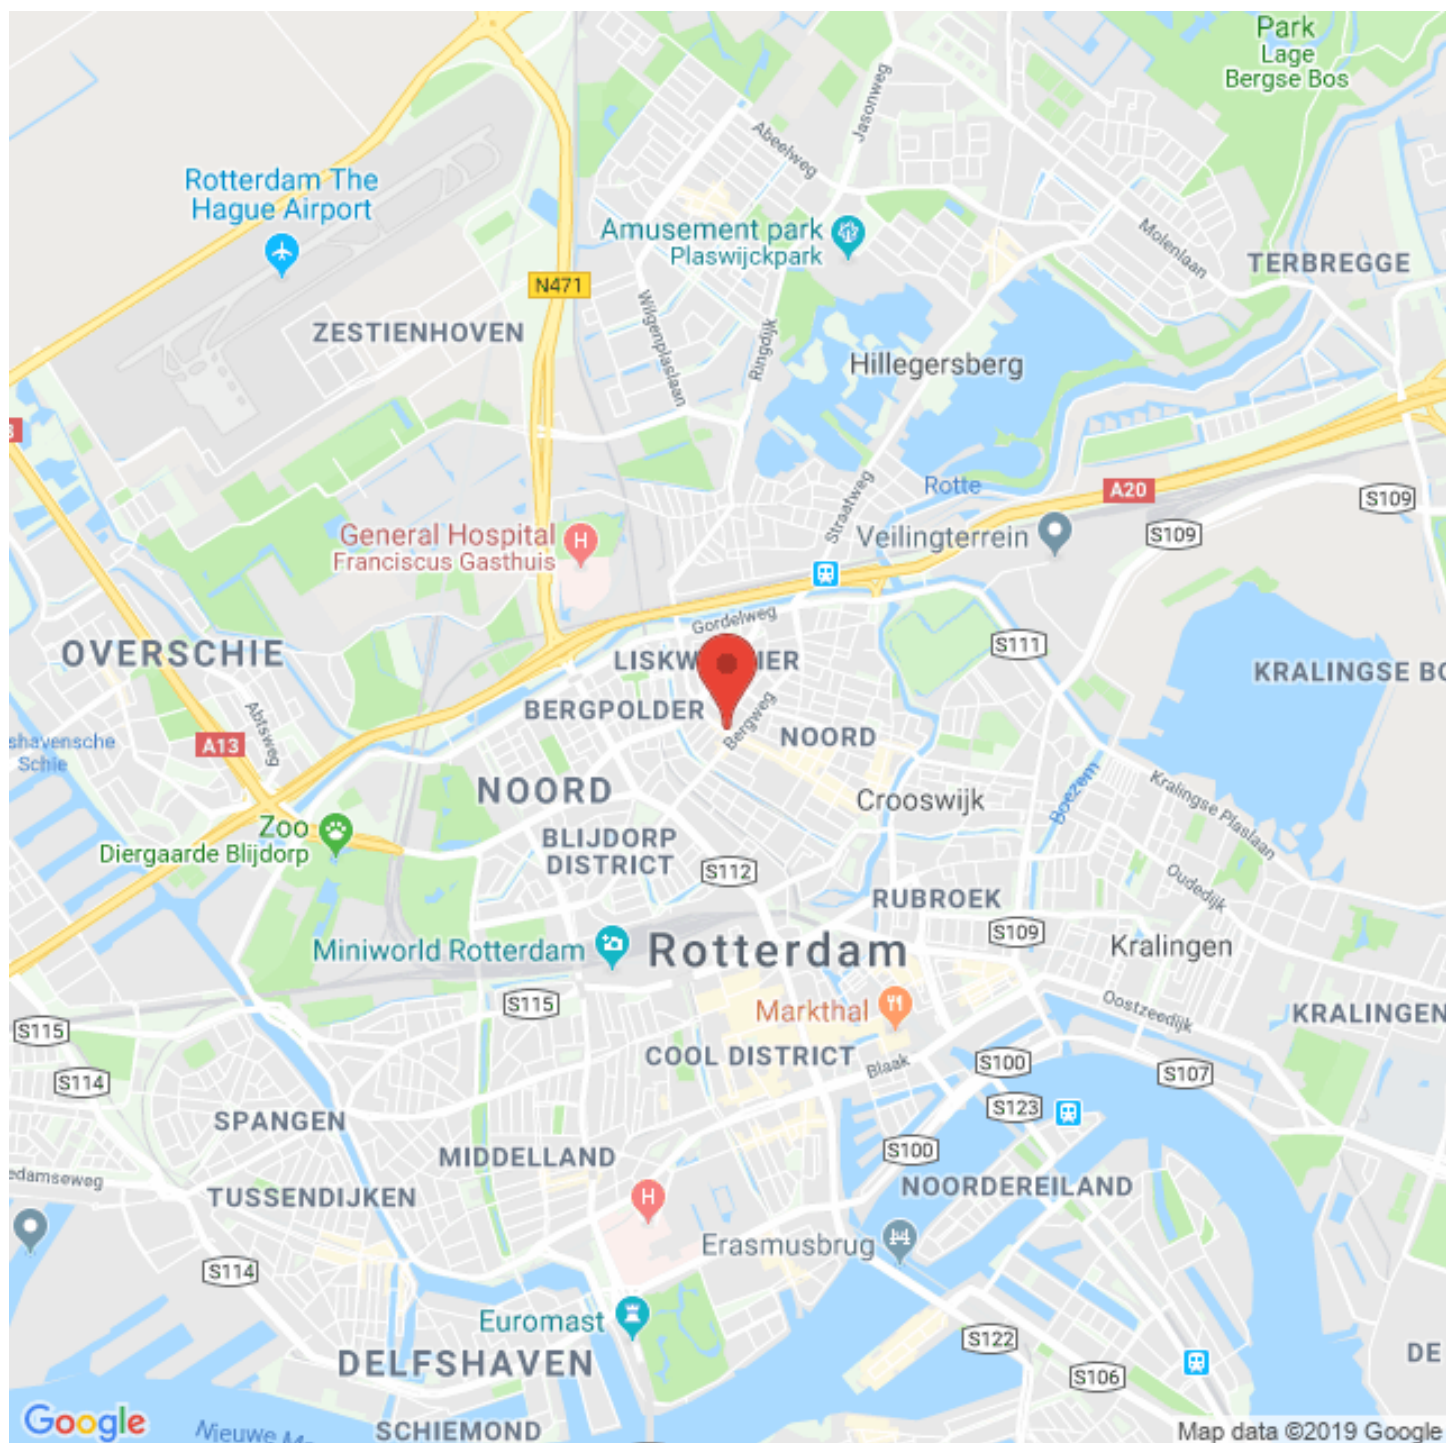 Park
Lage
Bergse Bos
Jasonweg
Abeelweg
Rotterdam The
Hague Airport
Amusement park
Plaswijckpark
Molenlaan
TERBREGGE
N471
ZESTIENHOVEN
Wilgenplaslaan
Ringdijk
Hillegersberg
Rotte
A20
S109
Straatweg
General Hospital
Franciscus Gasthuis
Veilingterrein
S109
Gordelweg
OVERSCHIE
S111
BERGPOLDER
Bergweg
NOORD
Abtsweg
A13
shavensche
Schie
NOORD
Crooswijk
Boezem
Kralingse Plaslaan
Zoo
Diergaarde Blijdorp
BLIJDORP
DISTRICT
S112
Oudedijk
RUBROEK
S109
Miniworld Rotterdam
Rotterdam
Kralingen
S115
Markthal
Oostzeedijk
KRALINGEN
S115
COOL DISTRICT
Blaak
S100
S107
S114
S123
SPANGEN
MIDDELLAND
S100
edamseweg
TUSSENDIJKEN
NOORDEREILAND
Erasmusbrug
S114
Euromast
S122
DELFSHAVEN
DE
S106
Google
Nieuwe
SCHIEMOND
Map data ©2019 Google